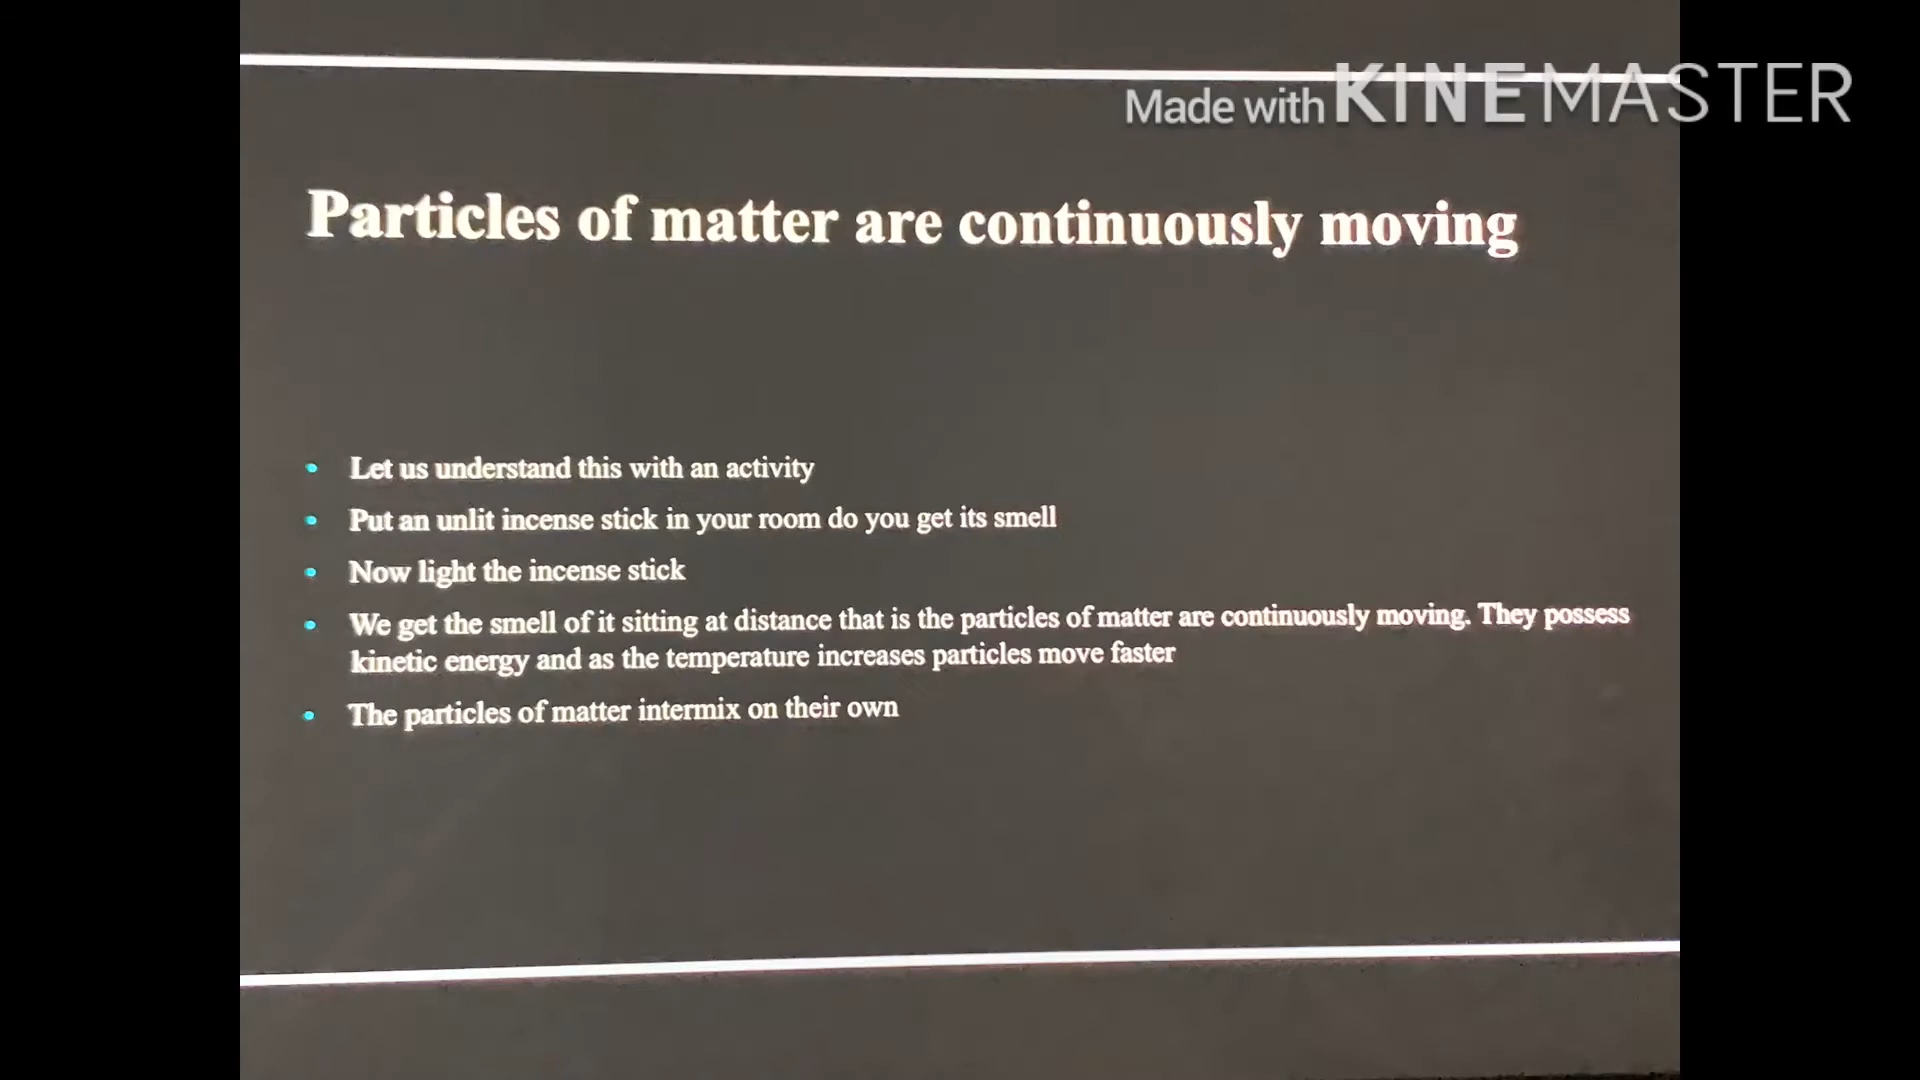 Made with KINEMASTER
Particles of matter are continuously moving
• Let us understand this with an activity
• Put an unlit incense stick in your room do you get its smell
• Now light the incense stick
• We get the smell of it sitting at distance that is the particles of matter are continuously moving. They possess
kinetic energy and as the temperature increases particles move faster
• The particles of matter intermix on their own